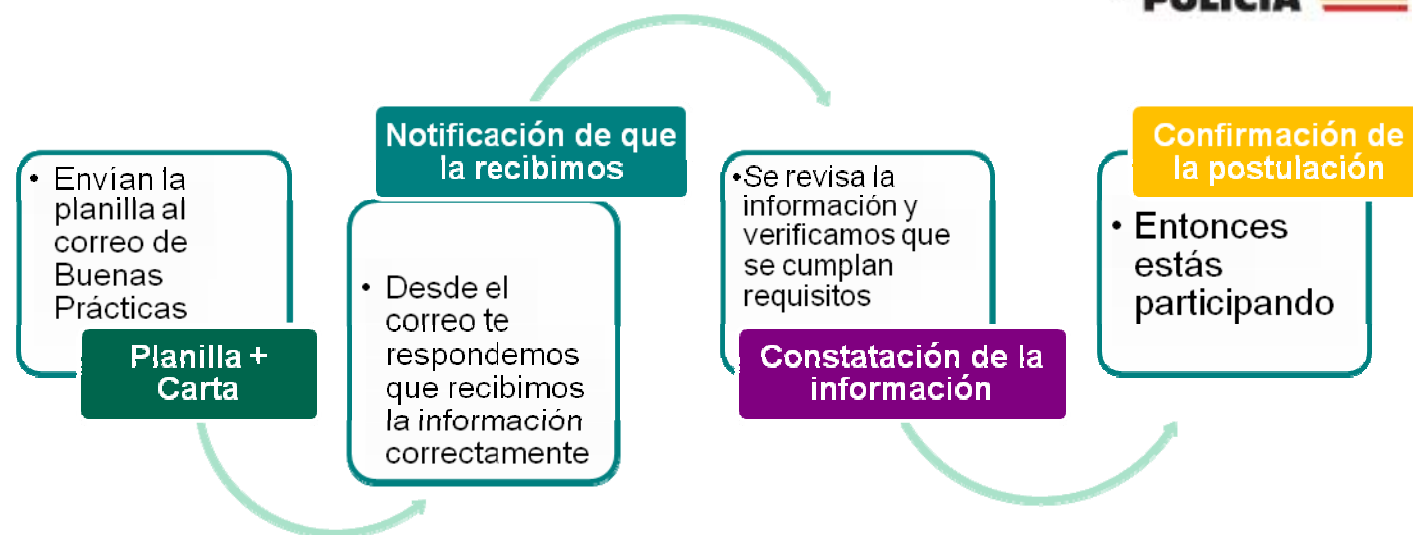 POLICIA
• Envían la
planilla al
correo de
Buenas
Prácticas
Planilla +
Carta
Notificación de que
la recibimos
• Desde el
correo te
respondemos
que recibimos
la información
correctamente
•Se revisa la
información y
verificamos que
se cumplan
requisitos
Constatación de la
información
Confirmación de
la postulación
• Entonces
estás
participando